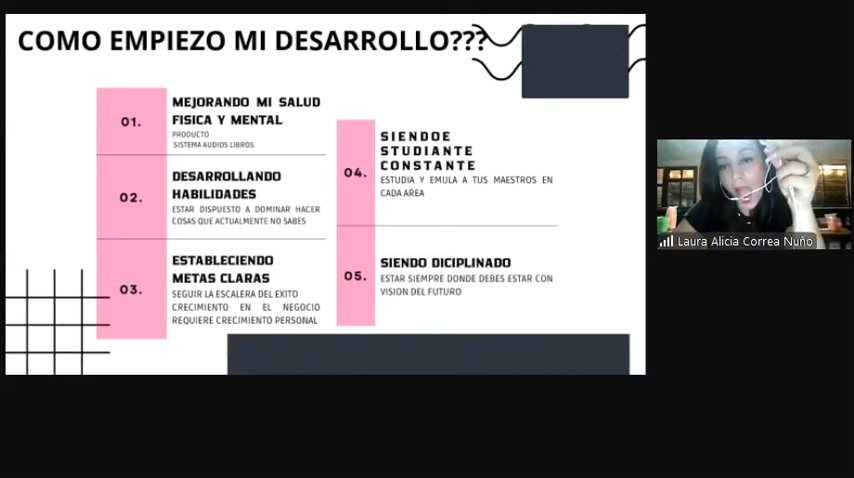 COMO EMPIEZO MI DESARROLLO???
01.
MEJORANDO MI SALUD
FISICA Y MENTAL
PRODUCTO
SISTEMA AUDIOS LIBROS
02.
DESARROLLANDO
HABILIDADES
ESTAR DISPUESTO A DOMINAR HACER
COSAS QUE ACTUALMENTE NO SABES
03.
ESTABLECIENDO
METAS CLARAS
SEGUIR LA ESCALERA DEL EXITO
CRECIMIENTO EN EL NEGOCIO
REQUIERE CRECIMIENTO PERSONAL
04.
SIENDOE
STUDIANTE
CONSTANTE
ESTUDIA Y EMULA A TUS MAESTROS EN
CADA AREA
05.
SIENDO DICIPLINADO
ESTAR SIEMPRE DONDE DEBES ESTAR CON
VISION DEL FUTURO
Laura Alicia Correa Nuño